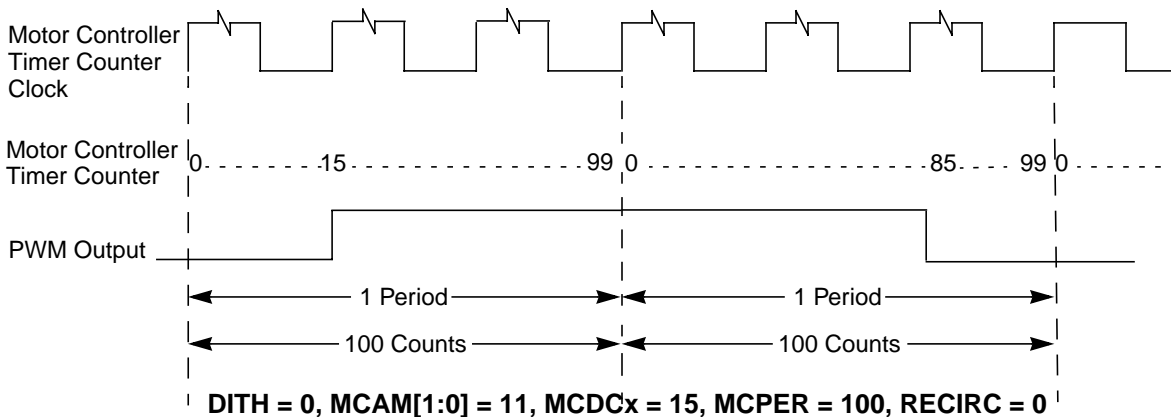 Motor Controller
Timer Counter
Clock
Motor Controller
Timer Counter
0 15 99 0 85 99 0
PWM Output
1 Period 1 Period
100 Counts 100 Counts
DITH = 0, MCAM[1:0] = 11, MCDCx = 15, MCPER = 100, RECIRC = 0